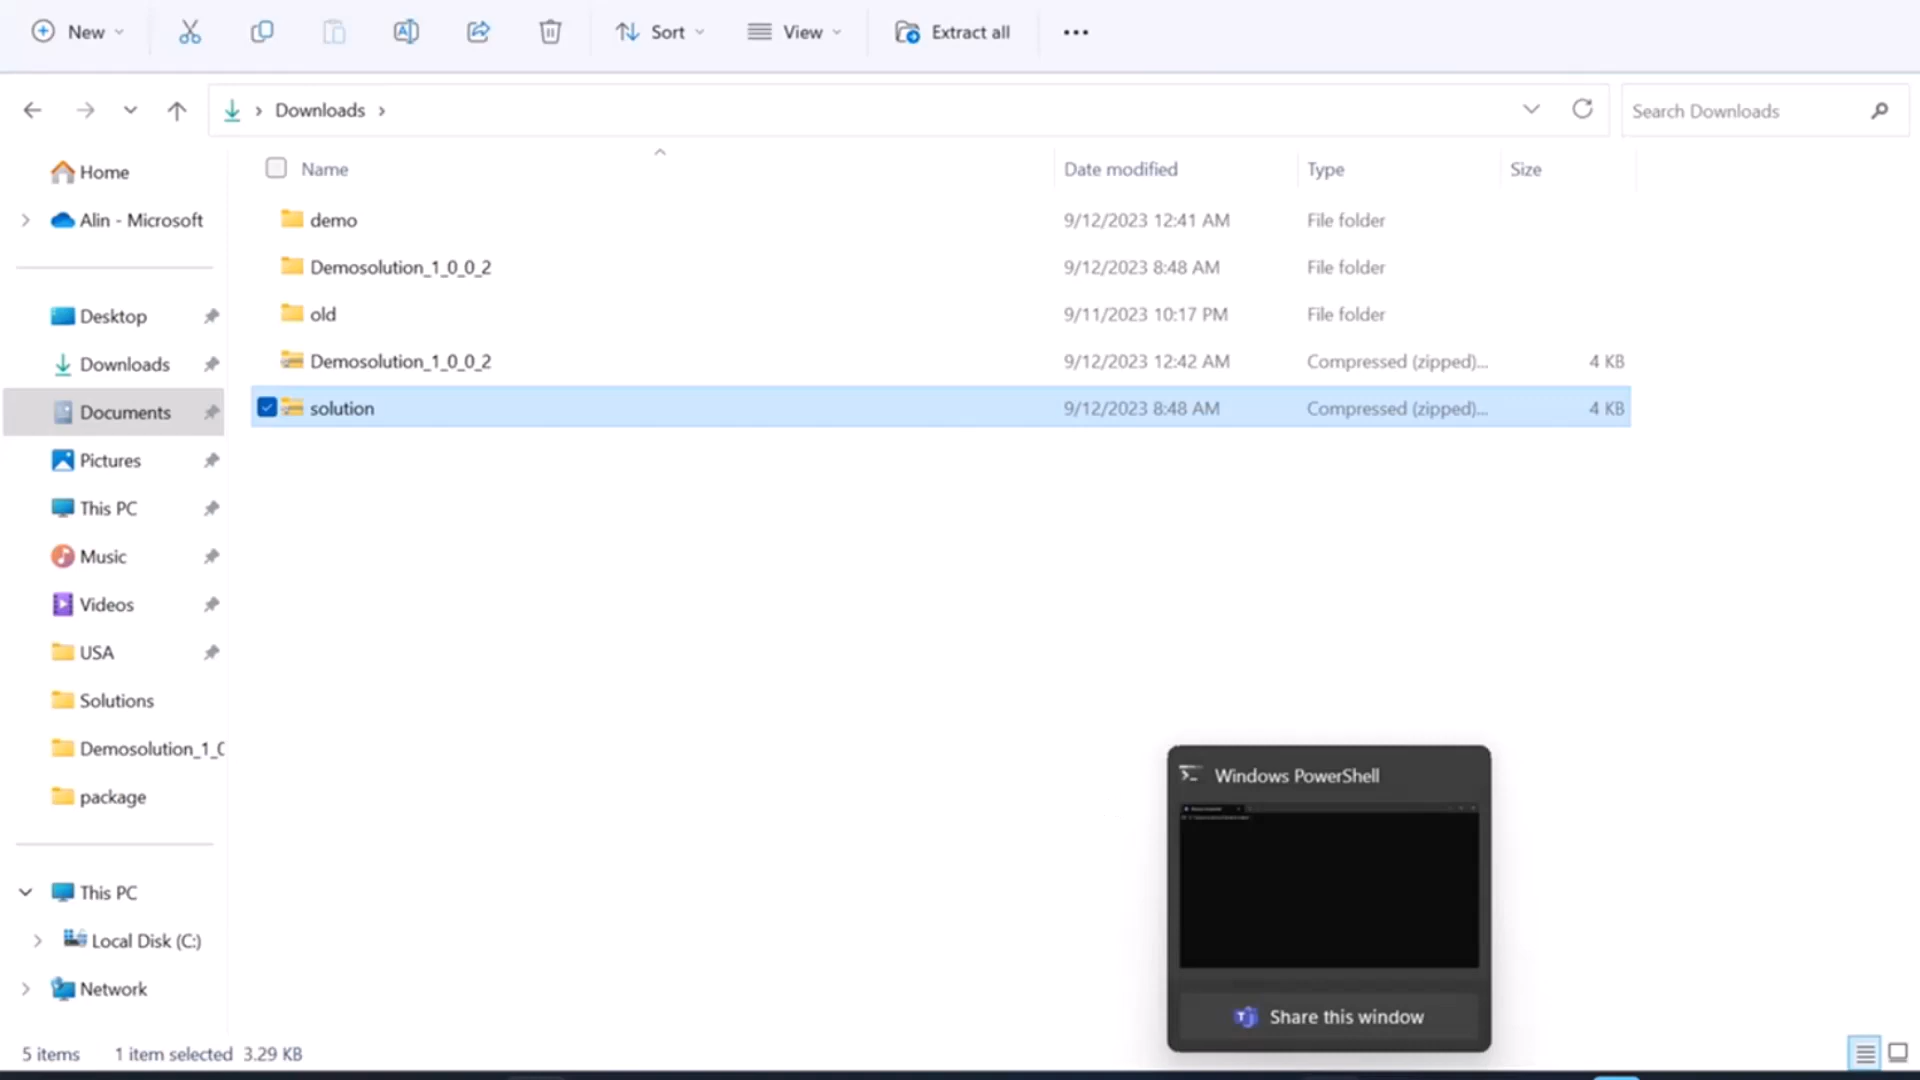 New Sort View Extract all
Downloads
Search Downloads
Name Date modified Type Size
demo 9/12/2023 12:41 AM File folder
Demosolution_1_0_0_2 9/12/2023 8:48 AM File folder
old 9/11/2023 10:17 PM File folder
Demosolution_1_0_0_2 9/12/2023 12:42 AM Compressed (zipped)... 4 KB
solution 9/12/2023 8:48 AM Compressed (zipped)... 4 KB
Home
Alin - Microsoft
Desktop
Downloads
Documents
Pictures
This PC
Music
Videos
USA
Solutions
Demosolution_1_0
package
This PC
Local Disk (C:)
Network
Windows PowerShell
Share this window
5 items 1 item selected 3.29 KB